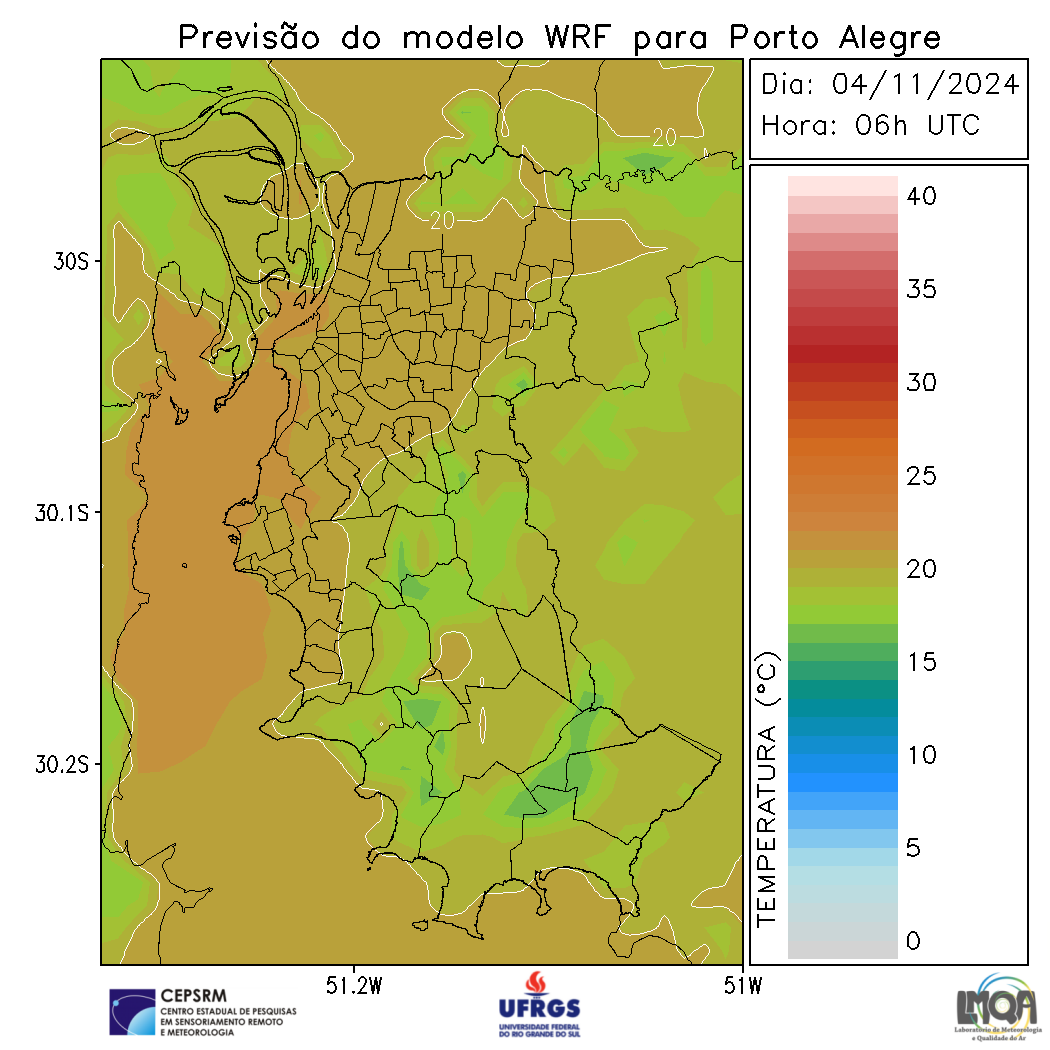 Previsão do modelo WRF para Porto Alegre
Dia: 04/11/2024
Hora: 06h UTC
20
20
30S
30.1S
30.2S
51.2W
51W
40
35
30
25
20
15
10
5
0
TEMPERATURA (°C)
CEPSRM
CENTRO ESTADUAL DE PESQUISAS
EM SENSORIAMENTO REMOTO
E METEOROLOGIA
UFRGS
UNIVERSIDADE FEDERAL
DO RIO GRANDE DO SUL
LMQA
Laboratório de Meteorologia
e Qualidade do Ar